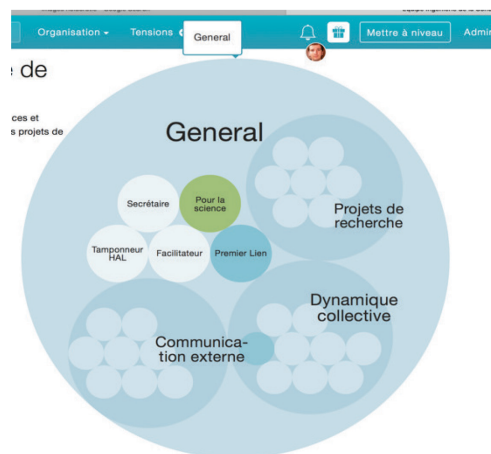 Organisation
Tensions
General
Mettre à niveau
Admin
é de
ces et
s projets de
General
Secrétaire
Pour la
science
Tamponneur
HAL
Facilitateur
Premier Lien
Projets de
recherche
Dynamique
collective
Communica-
tion externe